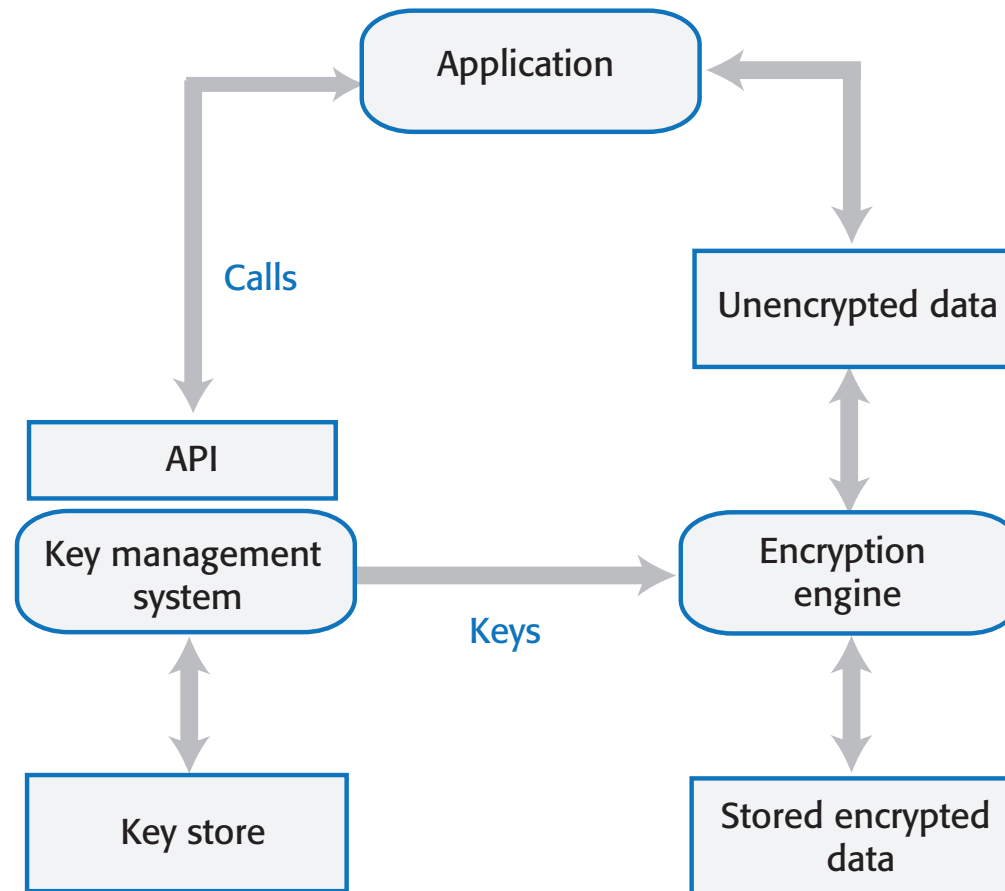 Application
Calls
Unencrypted data
API
Key management
system
Encryption
engine
Keys
Key store
Stored encrypted
data